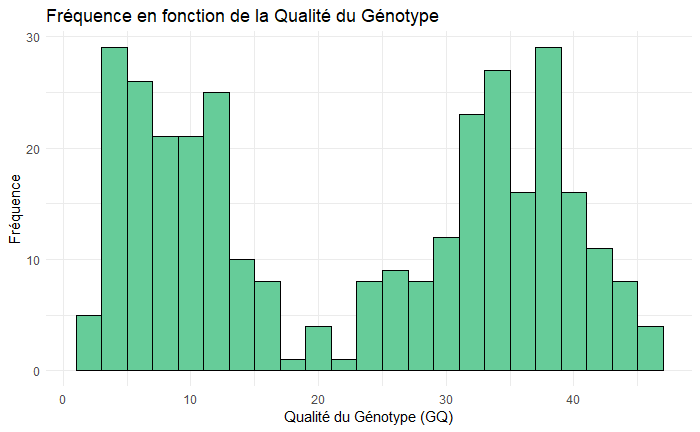 Fréquence en fonction de la Qualité du Génotype
30
20
10
0
Fréquence
0 10 20 30 40
Qualité du Génotype (GQ)